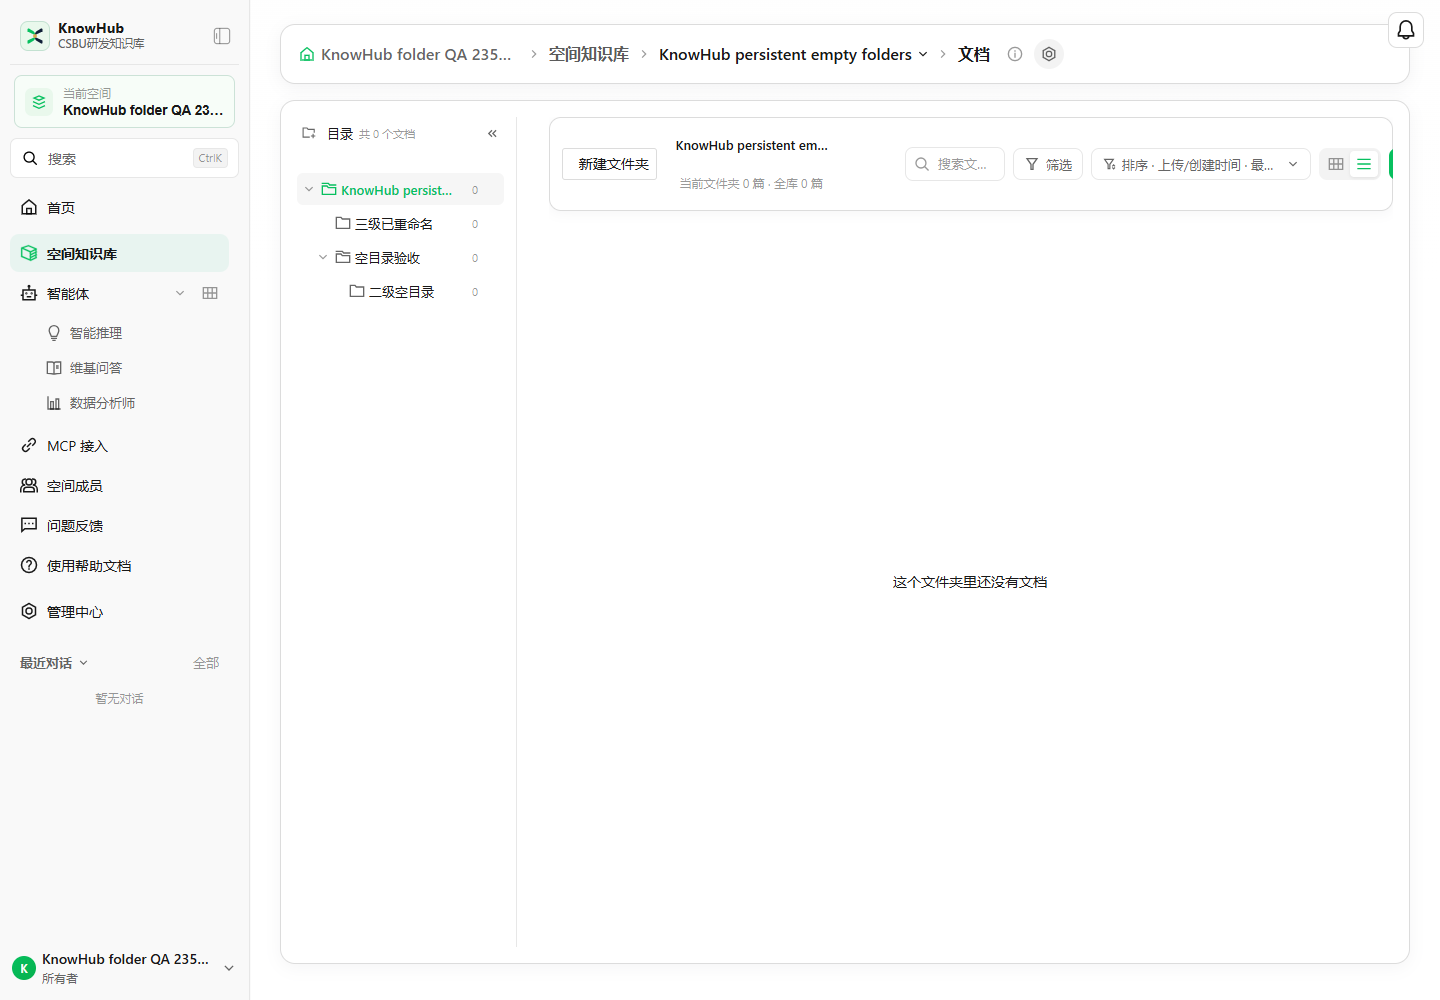 KnowHub
CSBU研发知识库
当前空间
KnowHub folder QA 23...
搜索
CtrlK
首页
空间知识库
智能体
智能推理
维基问答
数据分析师
MCP 接入
空间成员
问题反馈
使用帮助文档
管理中心
最近对话
全部
暂无对话
K
KnowHub folder QA 235...
所有者
KnowHub folder QA 235...
空间知识库
KnowHub persistent empty folders
文档
目录 共 0 个文档
KnowHub persist... 0
三级已重命名 0
空目录验收 0
二级空目录 0
新建文件夹
KnowHub persistent em...
当前文件夹 0 篇 · 全库 0 篇
搜索文...
筛选
排序 · 上传/创建时间 · 最...
这个文件夹里还没有文档